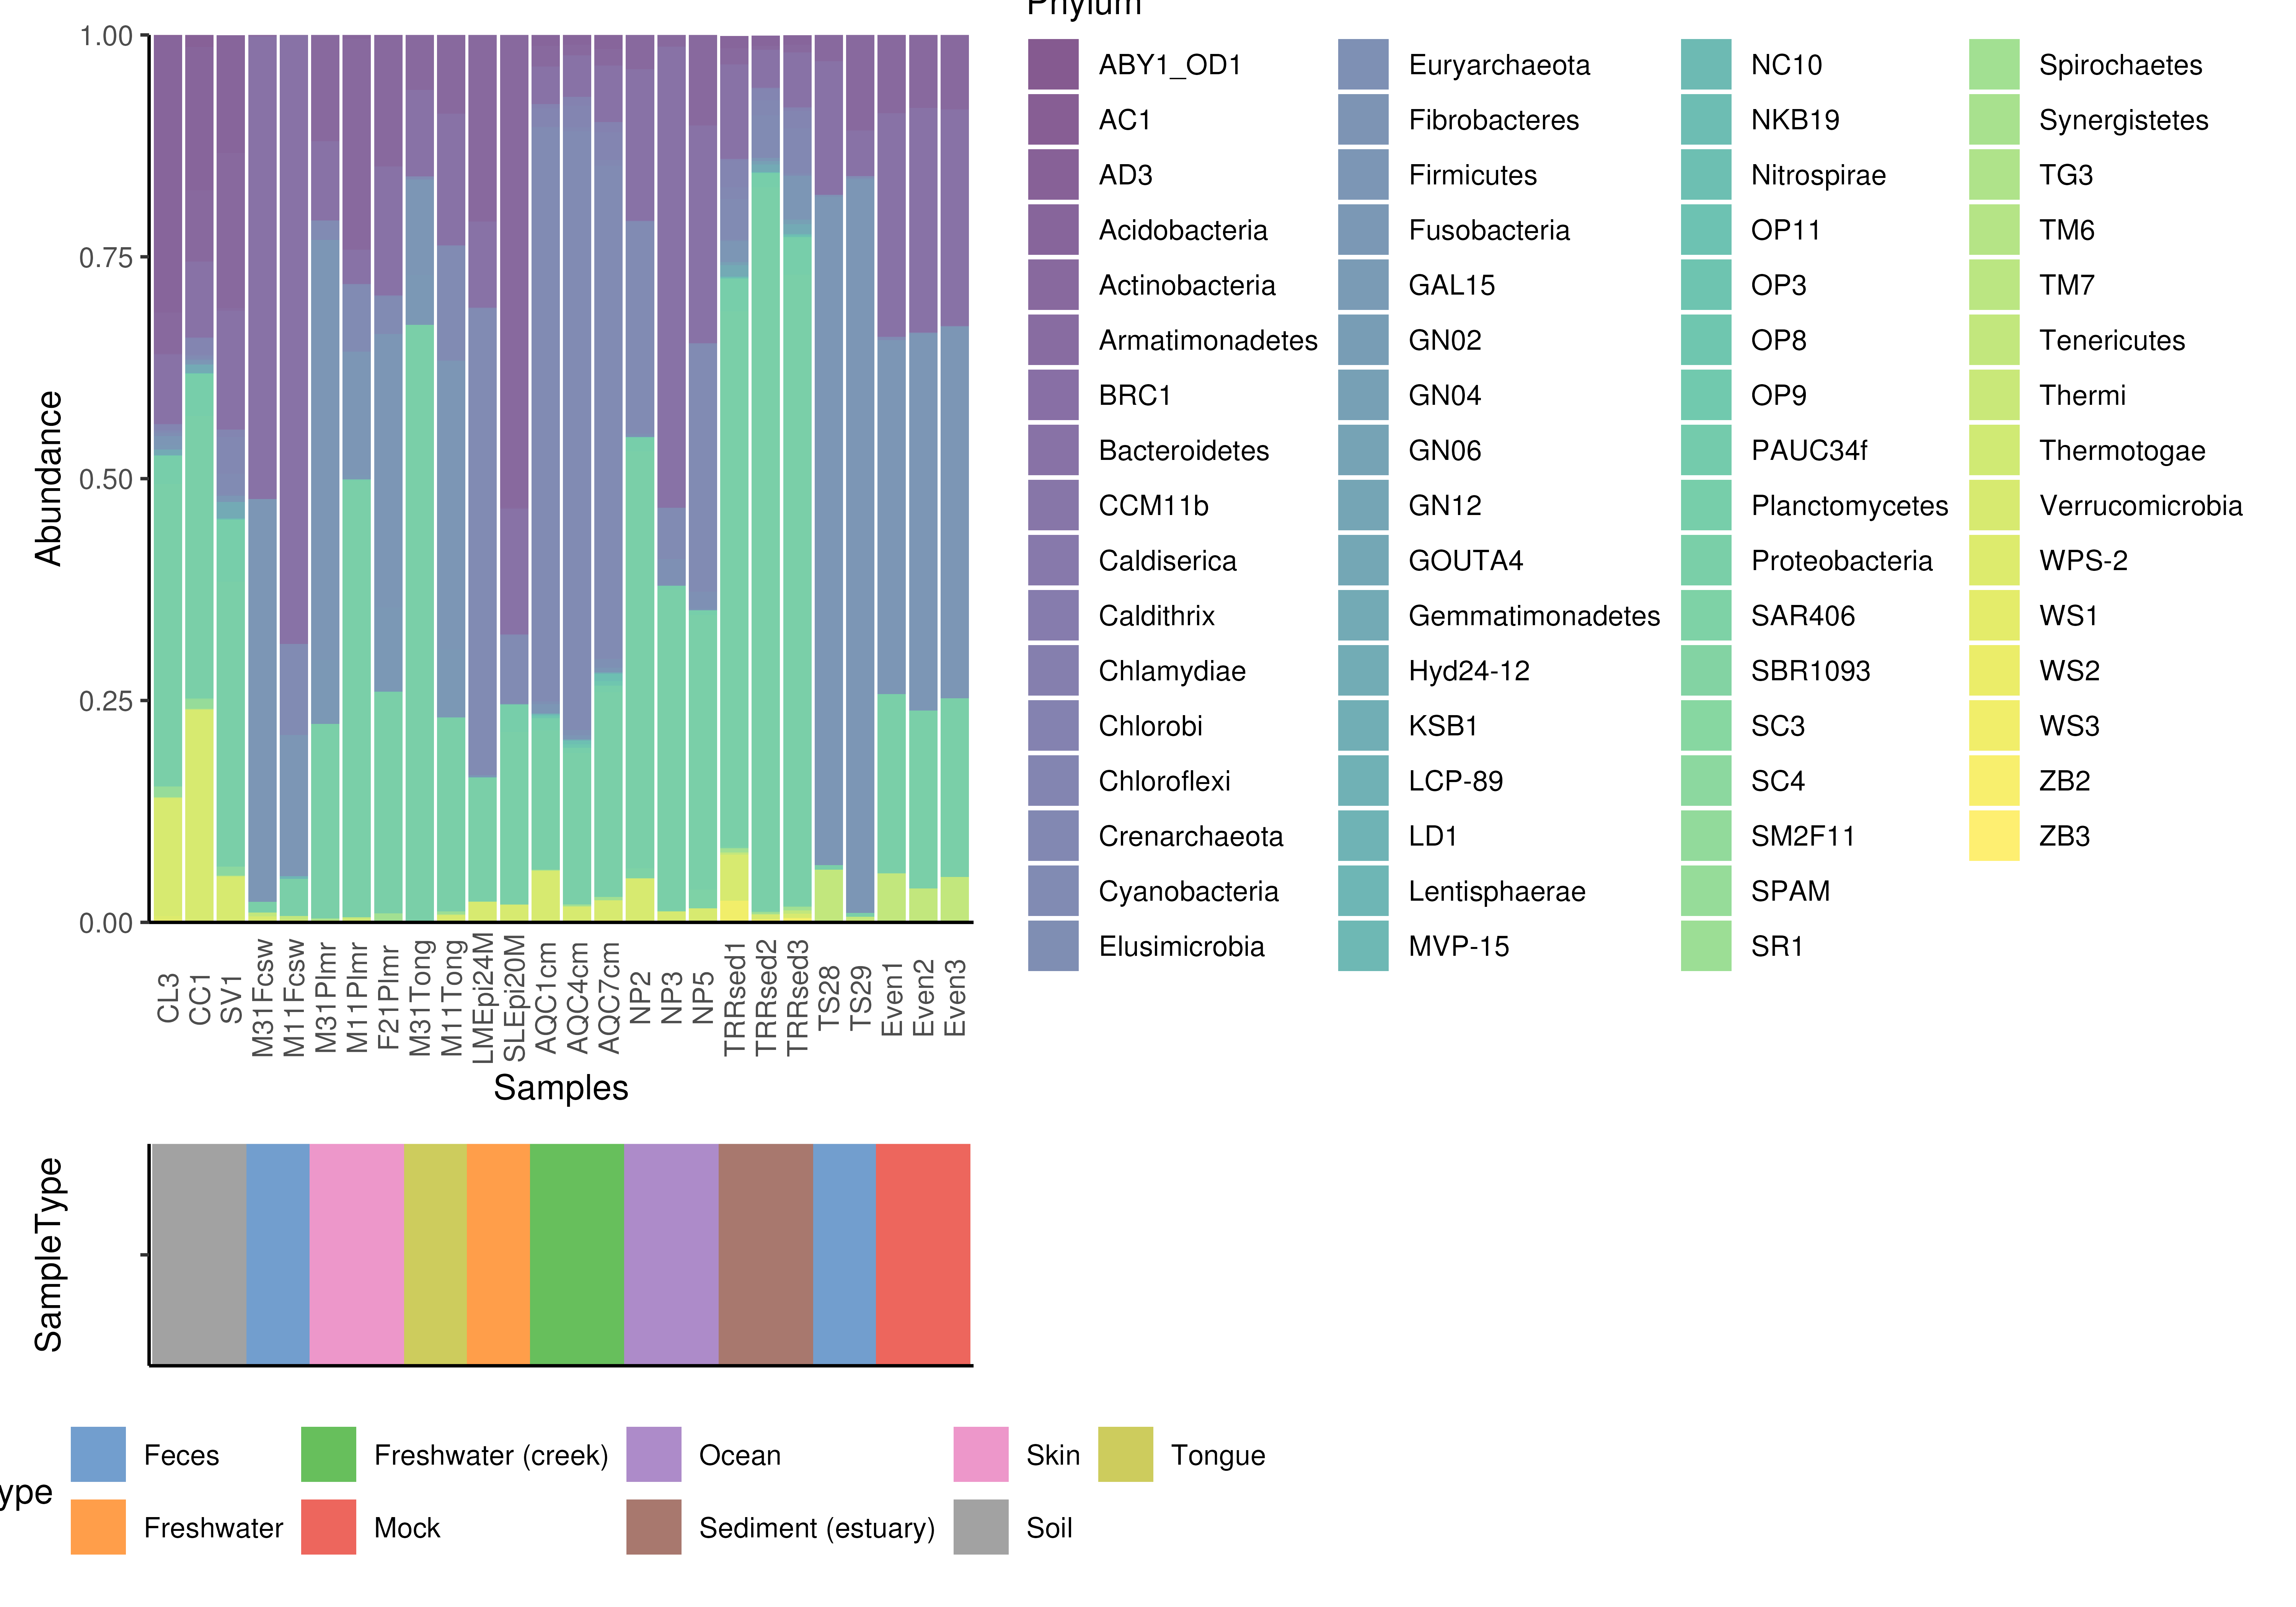 Phylum
1.00
0.75
0.50
0.25
0.00
Abundance
CL3
CC1
SV1
M31Fcsw
M11Fcsw
M31Plmr
M11Plmr
F21Plmr
M31Tong
M11Tong
LMEpi24M
SLEpi20M
AQC1cm
AQC4cm
AQC7cm
NP2
NP3
NP5
TRRsed1
TRRsed2
TRRsed3
TS28
TS29
Even1
Even2
Even3
Samples
ABY1_OD1
AC1
AD3
Acidobacteria
Actinobacteria
Armatimonadetes
BRC1
Bacteroidetes
CCM11b
Caldiserica
Caldithrix
Chlamydiae
Chlorobi
Chloroflexi
Crenarchaeota
Cyanobacteria
Elusimicrobia
Euryarchaeota
Fibrobacteres
Firmicutes
Fusobacteria
GAL15
GN02
GN04
GN06
GN12
GOUTA4
Gemmatimonadetes
Hyd24-12
KSB1
LCP-89
LD1
Lentisphaerae
MVP-15
NC10
NKB19
Nitrospirae
OP11
OP3
OP8
OP9
PAUC34f
Planctomycetes
Proteobacteria
SAR406
SBR1093
SC3
SC4
SM2F11
SPAM
SR1
Spirochaetes
Synergistetes
TG3
TM6
TM7
Tenericutes
Thermi
Thermotogae
Verrucomicrobia
WPS-2
WS1
WS2
WS3
ZB2
ZB3
SampleType
ype
Feces
Freshwater (creek)
Ocean
Skin
Tongue
Freshwater
Mock
Sediment (estuary)
Soil